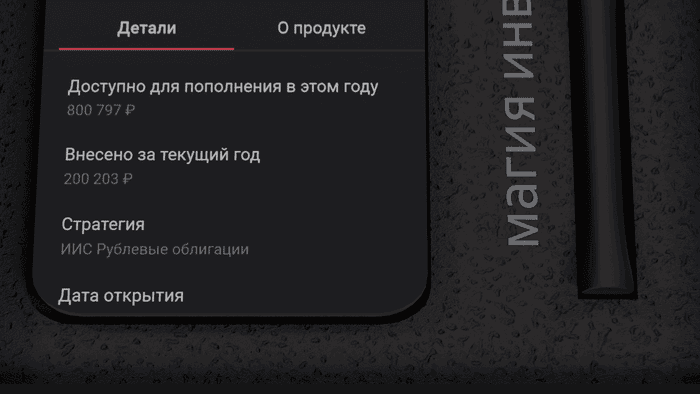 Детали
О продукте
Доступно для пополнения в этом году
800 797 ₽
Внесено за текущий год
200 203 ₽
Стратегия
ИИС Рублевые облигации
Дата открытия
магия инв